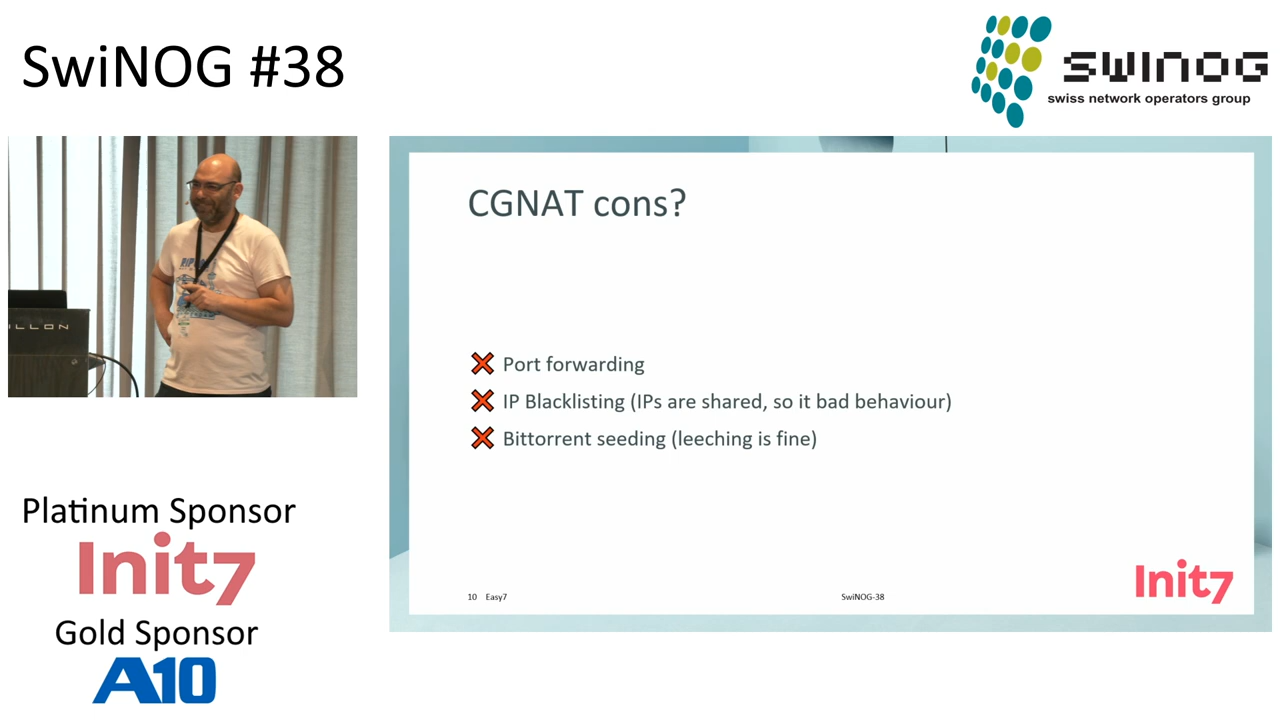 SwiNOG #38
swinog
swiss network operators group
ILLON
CGNAT cons?
Port forwarding
IP Blacklisting (IPs are shared, so it bad behaviour)
Bittorrent seeding (leeching is fine)
10 Easy7
SwiNOG-38
Init7
Platinum Sponsor
Init7
Gold Sponsor
A10